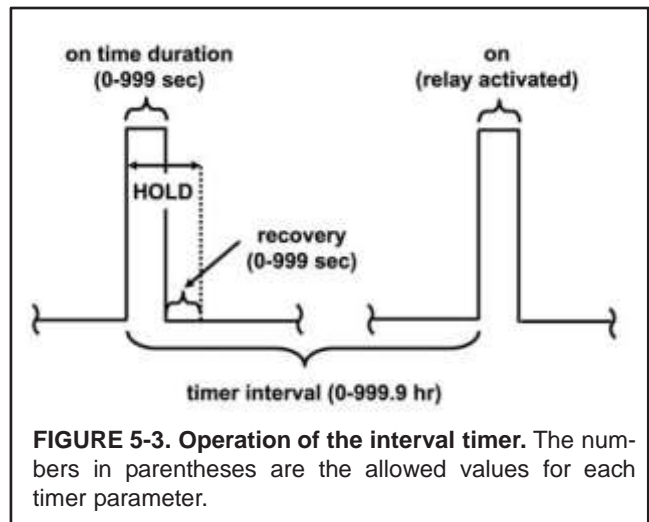 on time duration
(0-999 sec)
on
(relay activated)
HOLD
recovery
(0-999 sec)
timer interval (0-999.9 hr)
FIGURE 5-3. Operation of the interval timer. The num-
bers in parentheses are the allowed values for each
timer parameter.